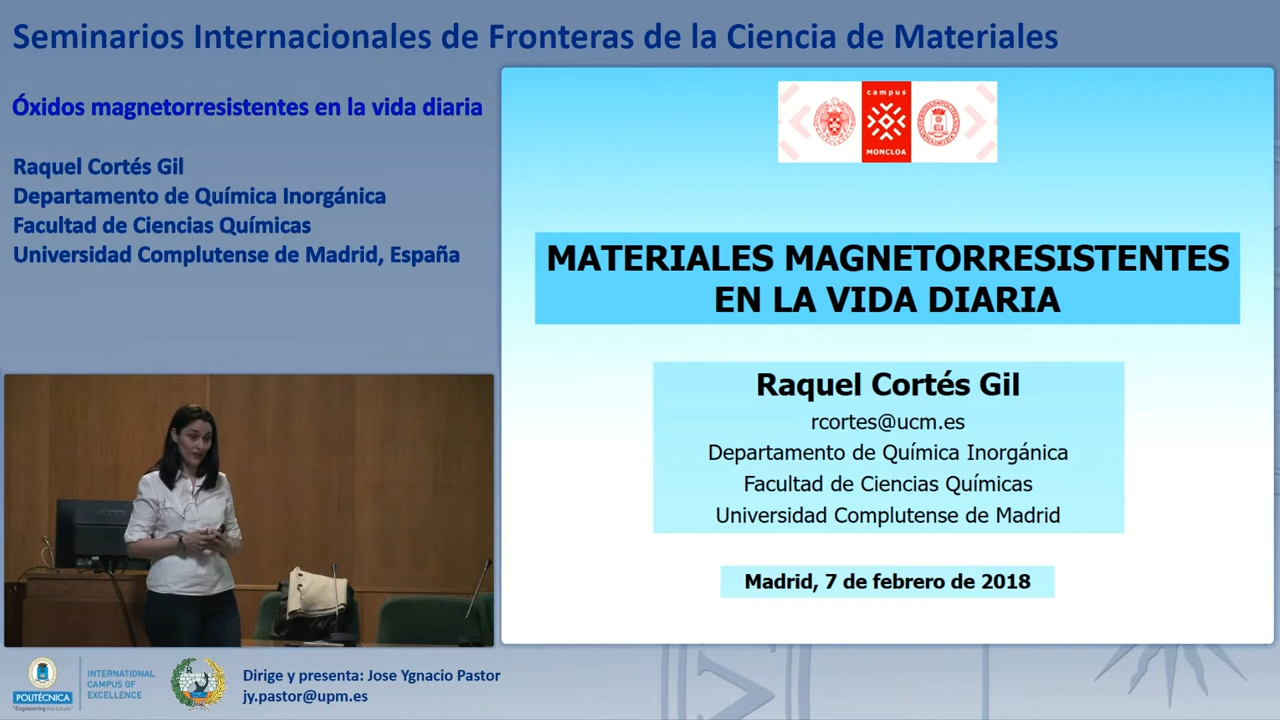 Seminarios Internacionales de Fronteras de la Ciencia de Materiales
Óxidos magnetorresistentes en la vida diaria
Raquel Cortés Gil
Departamento de Química Inorgánica
Facultad de Ciencias Químicas
Universidad Complutense de Madrid, España
campus
MONCLOA
MATERIALES MAGNETORRESISTENTES
EN LA VIDA DIARIA
Raquel Cortés Gil
rcortes@ucm.es
Departamento de Química Inorgánica
Facultad de Ciencias Químicas
Universidad Complutense de Madrid
Madrid, 7 de febrero de 2018
POLITÉCNICA
"Engineering the future"
INTERNATIONAL
CAMPUS OF
EXCELLENCE
Dirige y presenta: Jose Ygnacio Pastor
jy.pastor@upm.es